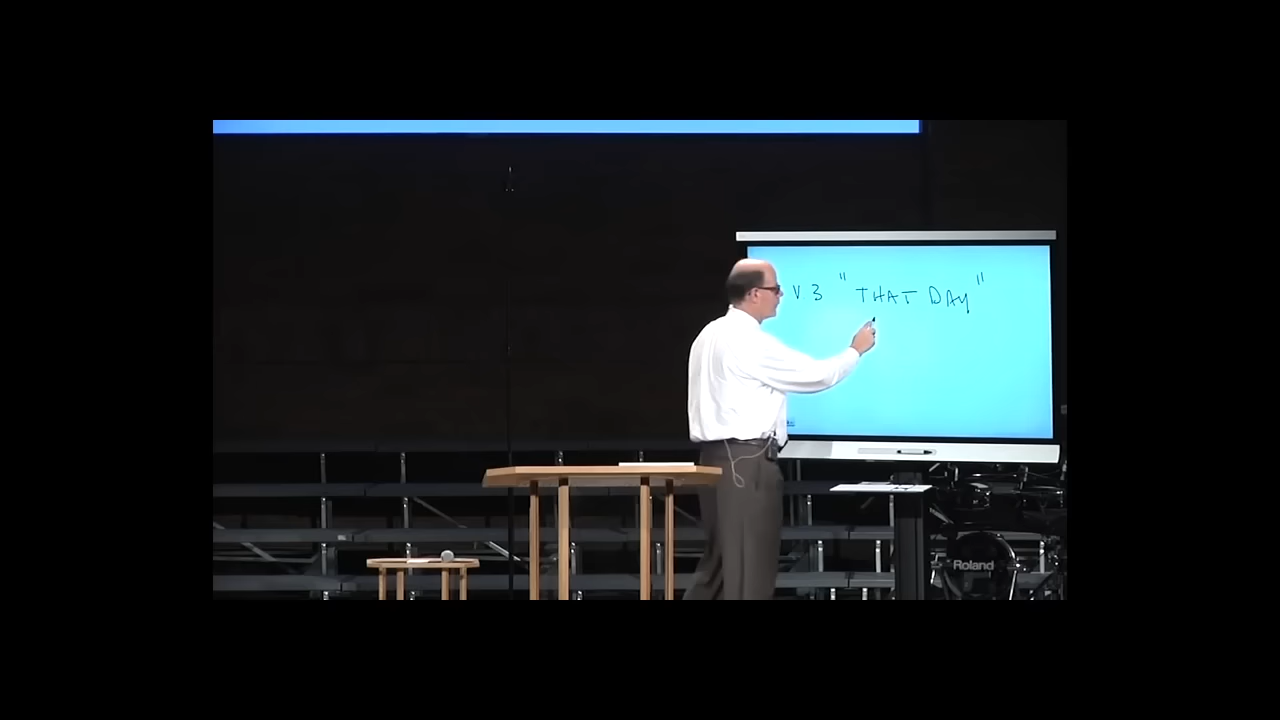 V. 3 " THAT DAY "
Roland